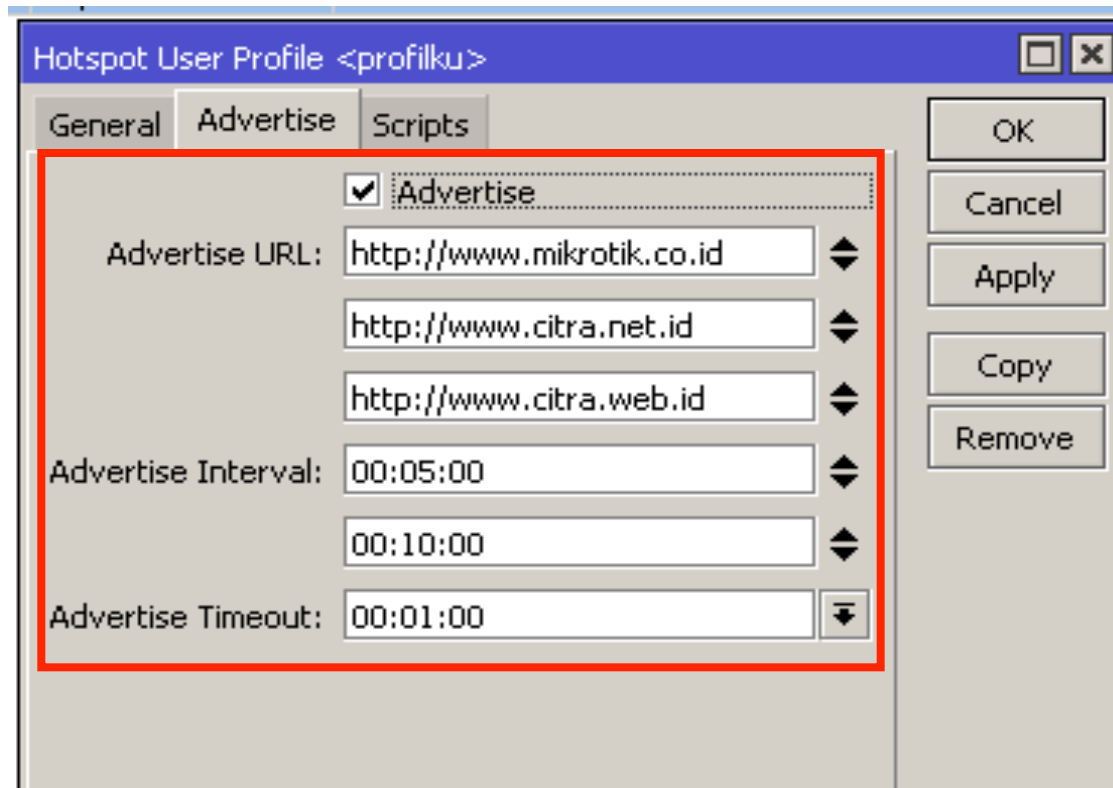 Hotspot User Profile <profilku>
General Advertise Scripts
OK
Advertise
Cancel
Advertise URL: http://www.mikrotik.co.id
Apply
http://www.citra.net.id
Copy
http://www.citra.web.id
Remove
Advertise Interval: 00:05:00
00:10:00
Advertise Timeout: 00:01:00